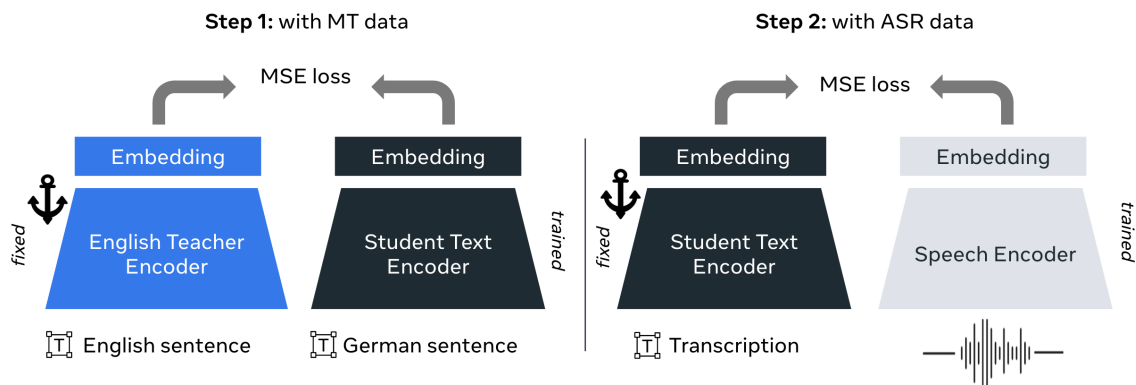 Step 1: with MT data
MSE loss
Embedding
Embedding
fixed
English Teacher
Encoder
Student Text
Encoder
trained
T English sentence
T German sentence
Step 2: with ASR data
MSE loss
Embedding
Embedding
fixed
Student Text
Encoder
Speech Encoder
trained
T Transcription